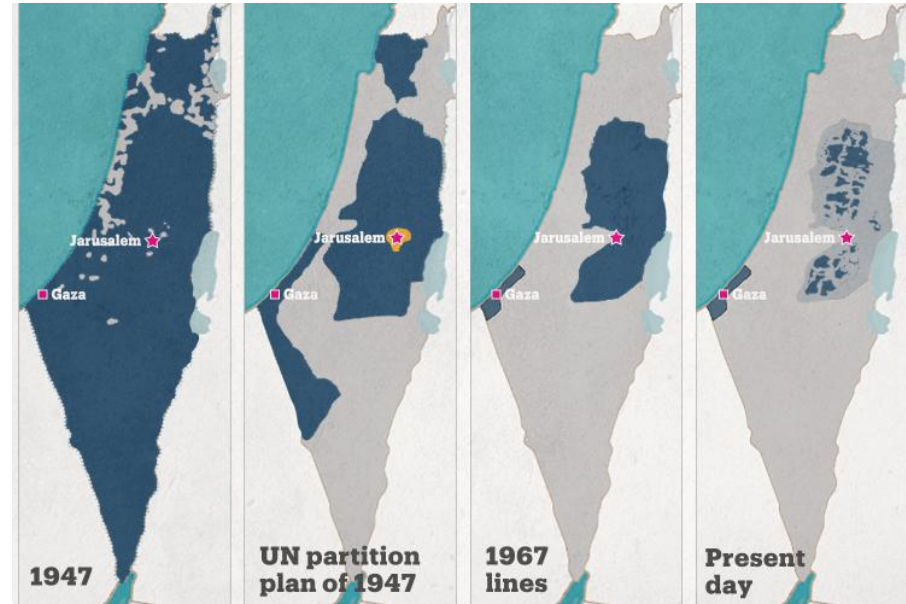 Jarusalem
Gaza
1947
Jarusalem
Gaza
UN partition
plan of 1947
Jarusalem
Gaza
1967
lines
Jarusalem
Gaza
Present
day